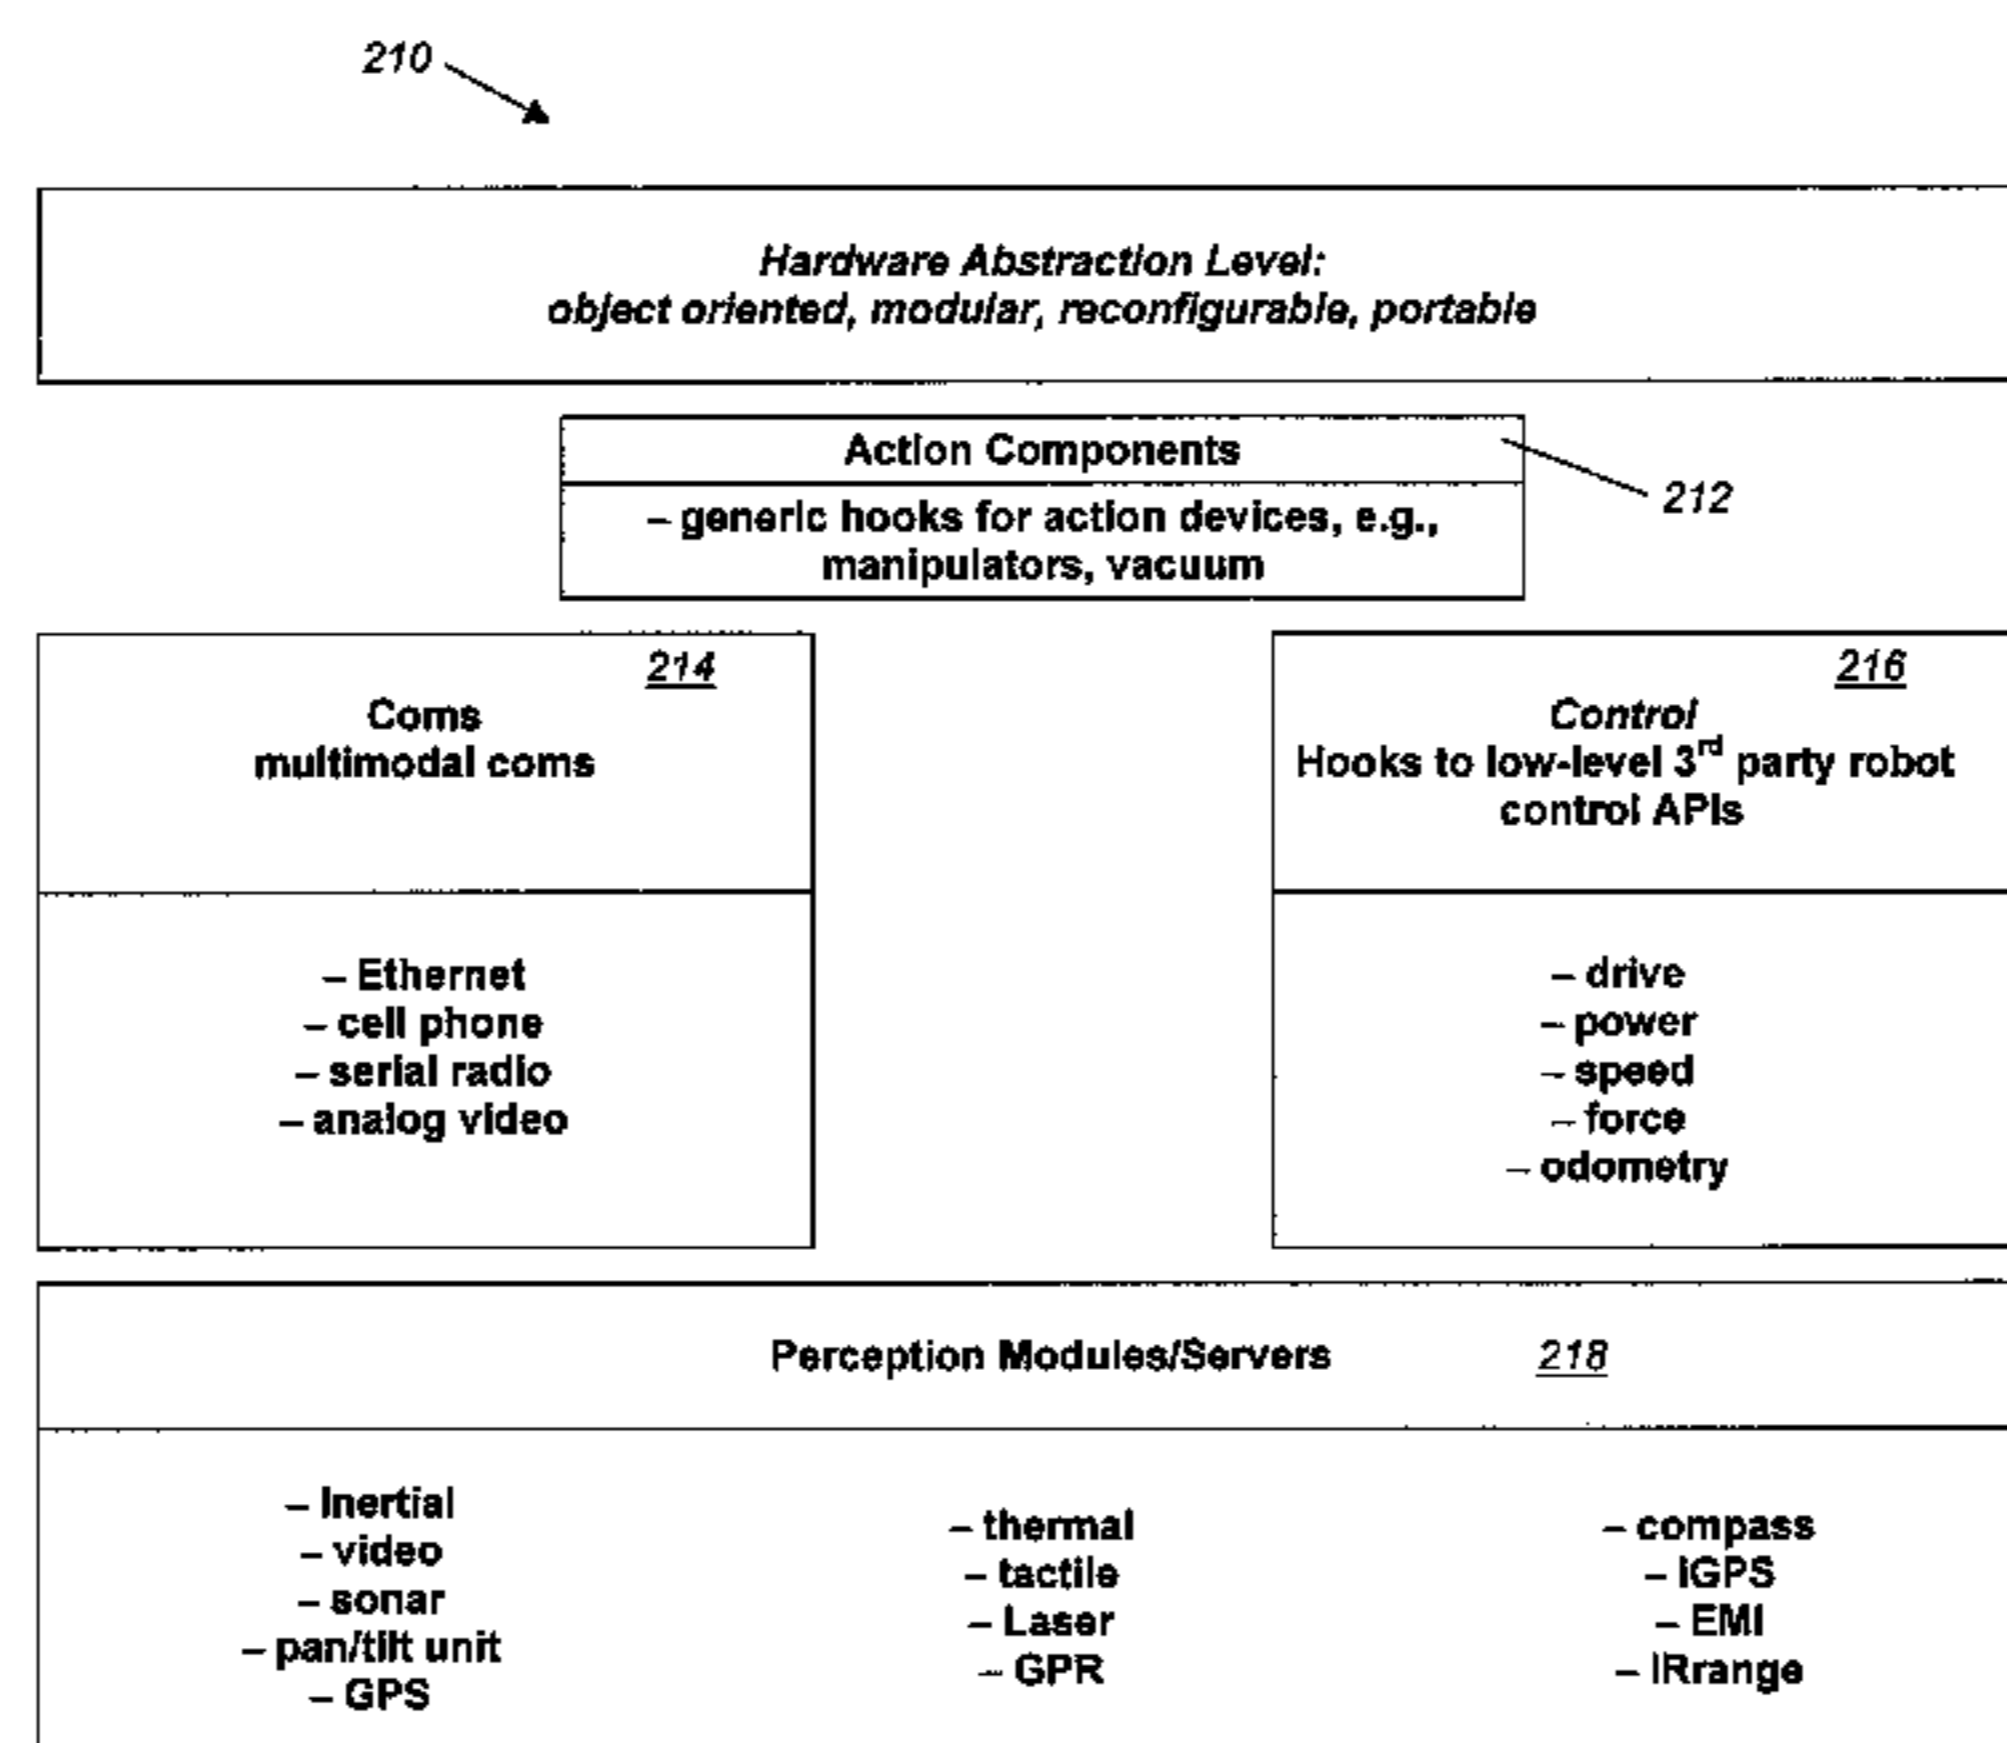 210
Hardware Abstraction Level:
object oriented, modular, reconfigurable, portable
Action Components
212
– generic hooks for action devices, e.g.,
manipulators, vacuum
214
Coms
multimodal coms
– Ethernet
– cell phone
– serial radio
– analog video
216
Control
Hooks to low-level 3rd party robot
control APIs
– drive
– power
– speed
– force
– odometry
Perception Modules/Servers 218
– Inertial
– video
– sonar
– pan/tilt unit
– GPS
– thermal
– tactile
– Laser
– GPR
– compass
– IGPS
– EMI
– IRrange